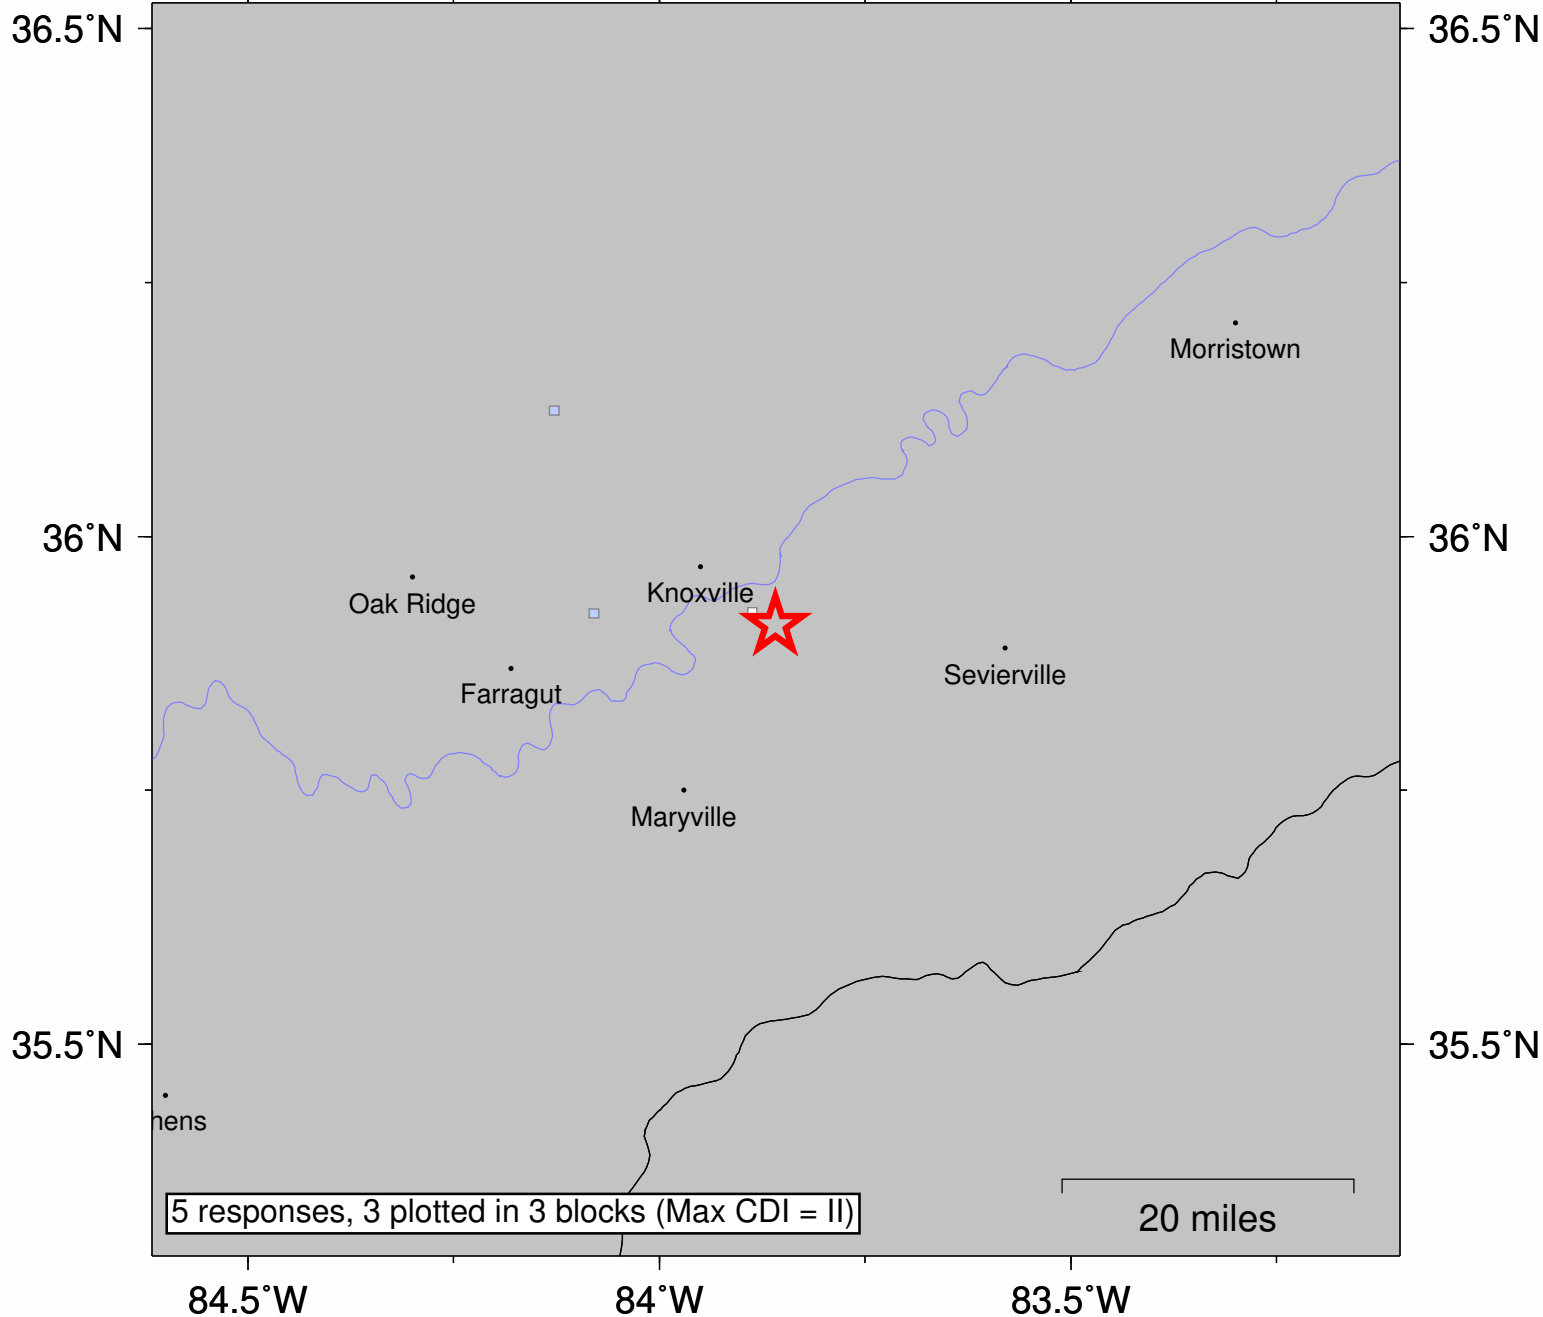 36.5˚N 36.5˚N
Morristown
36˚N 36˚N
Knoxville
Oak Ridge
Sevierville
Farragut
Maryville
35.5˚N 35.5˚N
hens
5 responses, 3 plotted in 3 blocks (Max CDI = II)
20 miles
84.5˚W 84˚W 83.5˚W